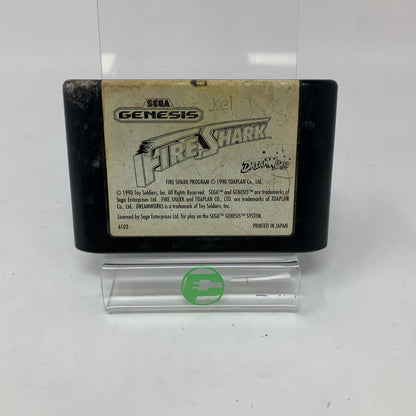 SEGA
GENESIS
Joel
FIRE SHARK
DREAMWORKS
FIRE SHARK PROGRAM © 1990 TOAPLAN Co., Ltd.
© 1990 Toy Soldiers, Inc. All Rights Reserved. SEGA™ and GENESIS™ are trademarks of
Sega Enterprises Ltd. FIRE SHARK and TOAPLAN CO., LTD. are trademarks of TOAPLAN
Co., Ltd. DREAMWORKS is a trademark of Toy Soldiers, Inc.
Licensed by Sega Enterprises Ltd. for play on the SEGA™ GENESIS™ SYSTEM.
6103
PRINTED IN JAPAN